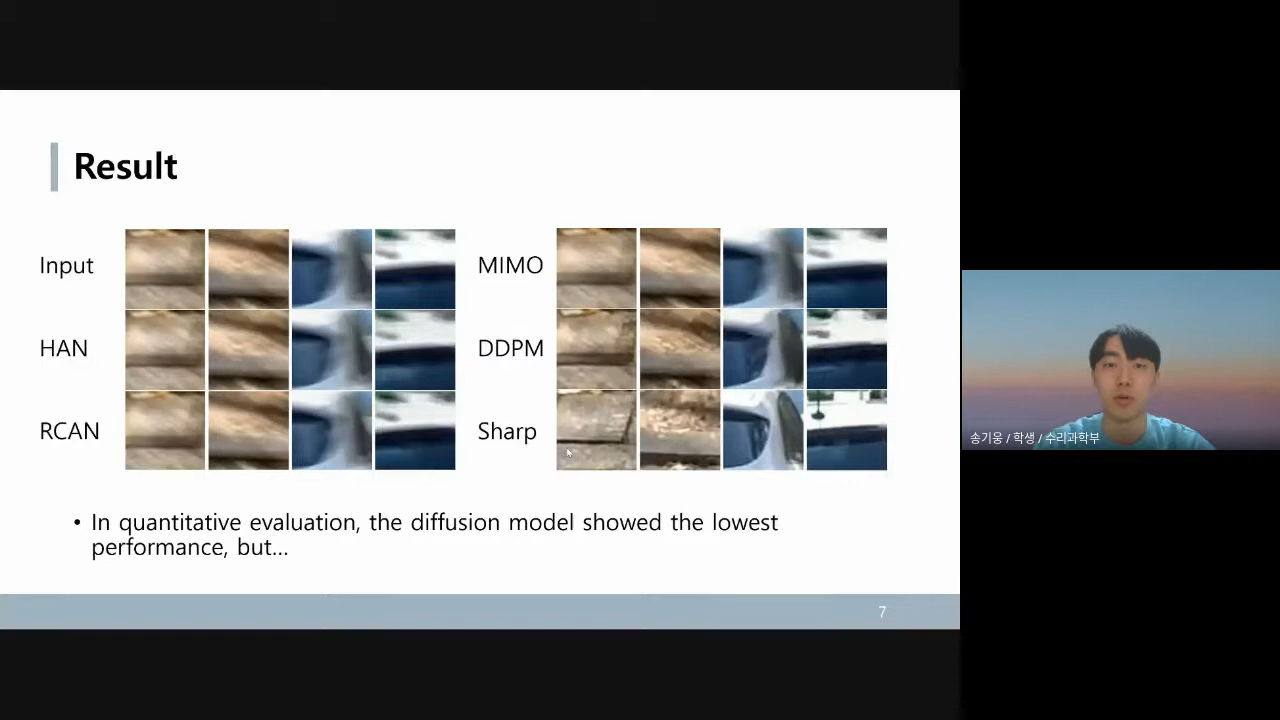 Result
Input
HAN
RCAN
MIMO
DDPM
Sharp
• In quantitative evaluation, the diffusion model showed the lowest
performance, but...
7
송기웅 / 학생 / 수리과학부